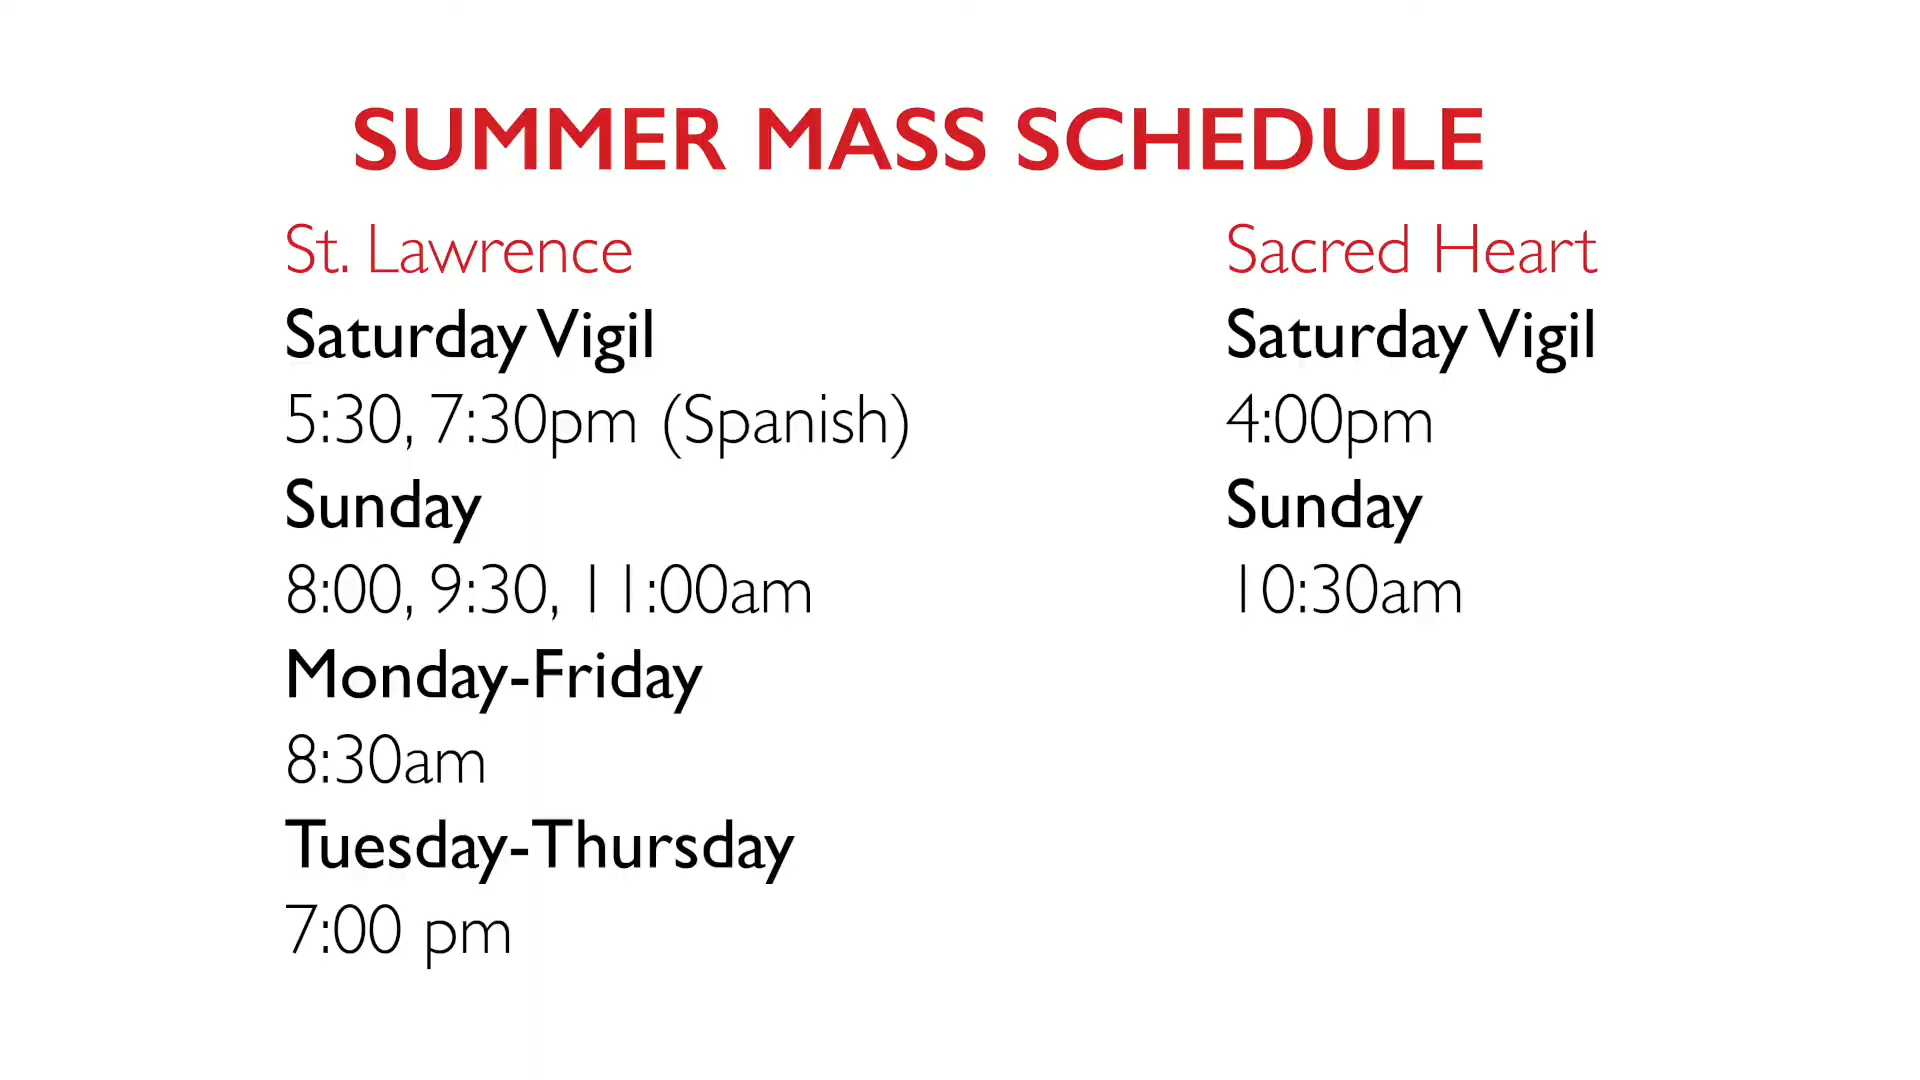 SUMMER MASS SCHEDULE
St. Lawrence
Saturday Vigil
5:30, 7:30pm (Spanish)
Sunday
8:00, 9:30, 11:00am
Monday-Friday
8:30am
Tuesday-Thursday
7:00 pm
Sacred Heart
Saturday Vigil
4:00pm
Sunday
10:30am